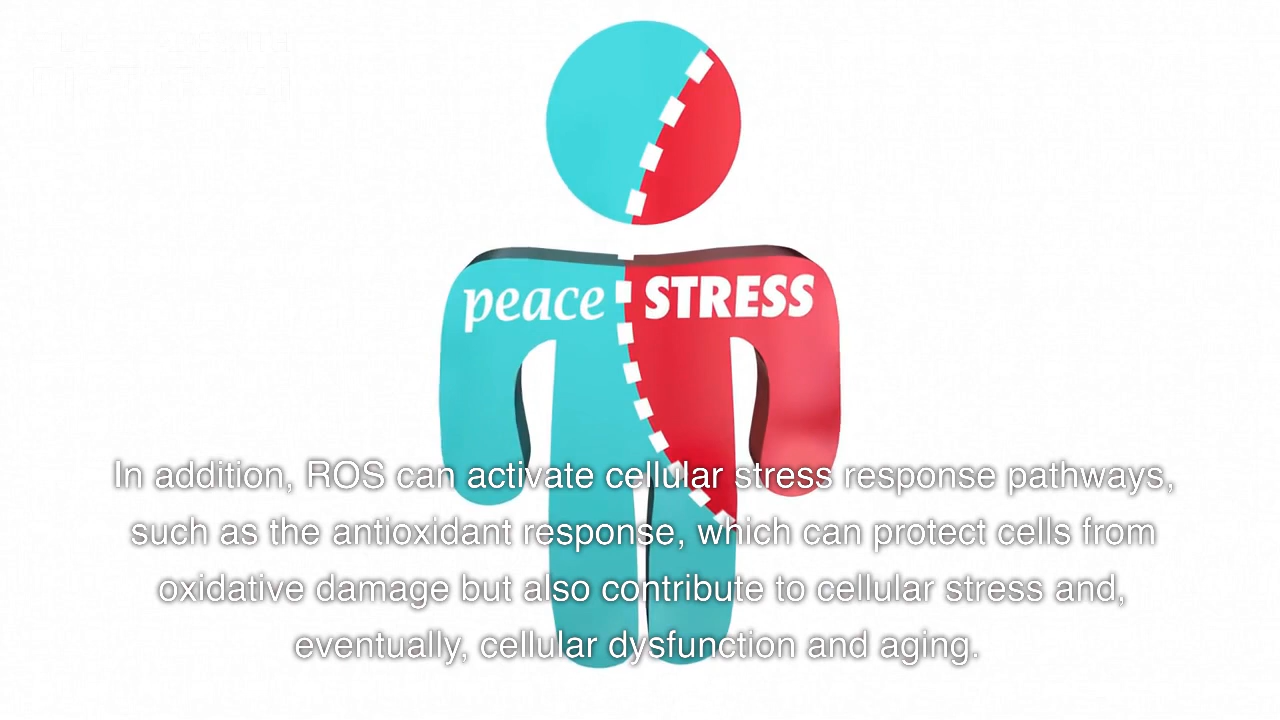 peace STRESS
In addition, ROS can activate cellular stress response pathways,
such as the antioxidant response, which can protect cells from
oxidative damage but also contribute to cellular stress and,
eventually, cellular dysfunction and aging.